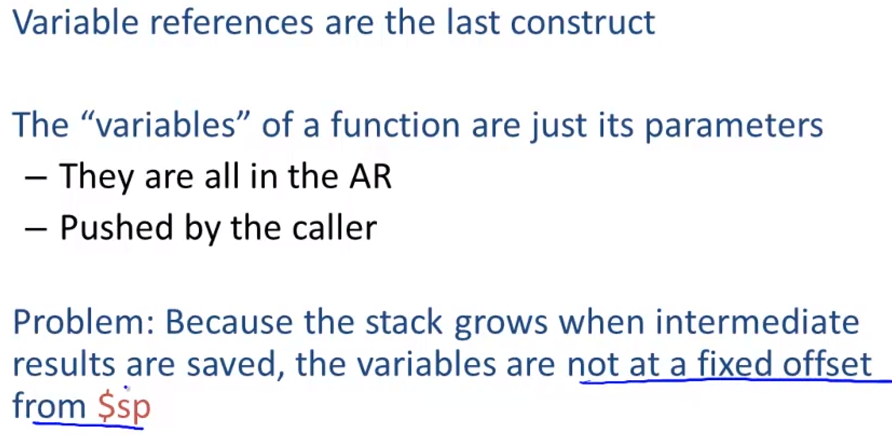 Variable references are the last construct
The “variables” of a function are just its parameters
– They are all in the AR
– Pushed by the caller
Problem: Because the stack grows when intermediate
results are saved, the variables are not at a fixed offset
from $sp